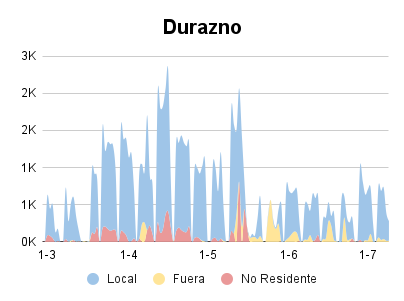 Durazno
3K
2K
2K
1K
1K
0K
1-3
1-4
1-5
1-6
1-7
Local
Fuera
No Residente